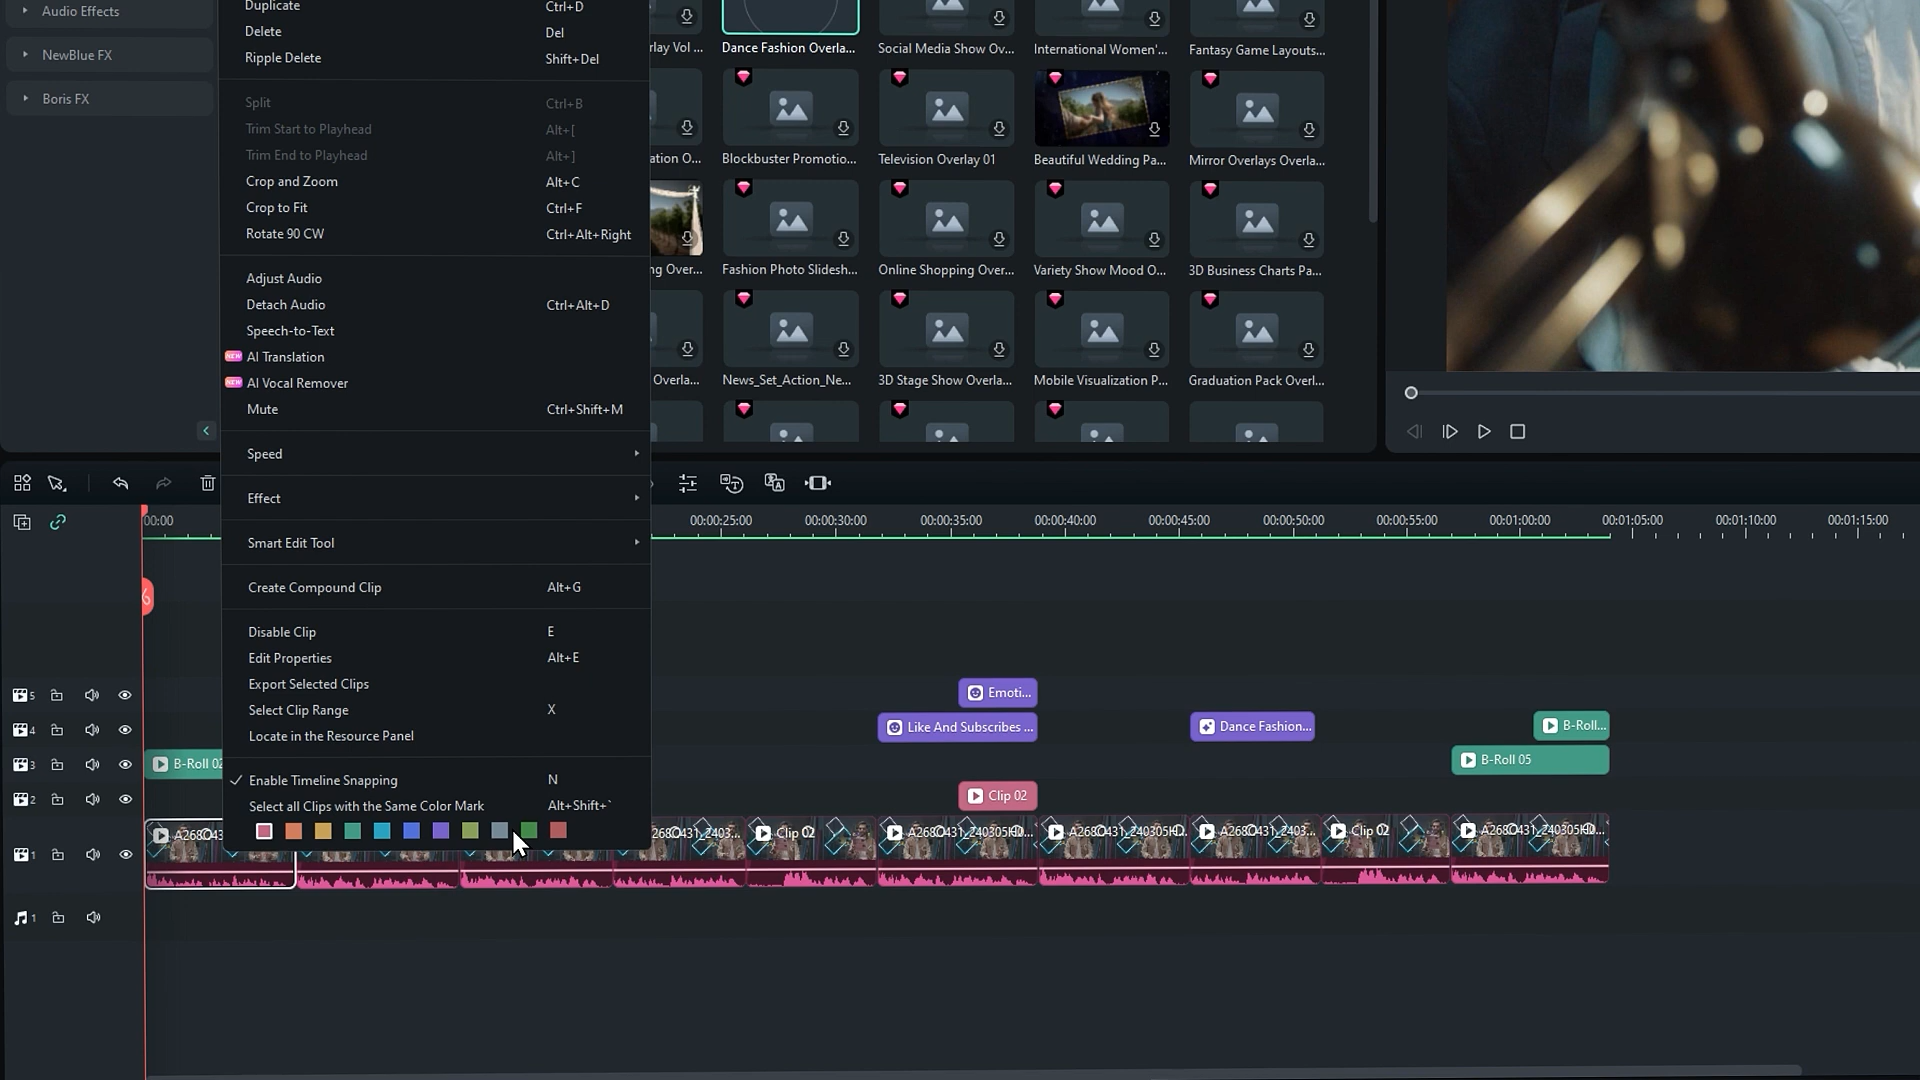 Audio Effects
NewBlue FX
Boris FX
Duplicate Ctrl+D
Delete Del
Ripple Delete Shift+Del
Split Ctrl+B
Trim Start to Playhead Alt+[
Trim End to Playhead Alt+]
Crop and Zoom Alt+C
Crop to Fit Ctrl+F
Rotate 90 CW Ctrl+Alt+Right
Adjust Audio
Detach Audio Ctrl+Alt+D
Speech-to-Text
NEW AI Translation
NEW AI Vocal Remover
Mute Ctrl+Shift+M
Speed
Effect
Smart Edit Tool
Create Compound Clip Alt+G
Disable Clip E
Edit Properties Alt+E
Export Selected Clips
Select Clip Range X
Locate in the Resource Panel
Enable Timeline Snapping N
Select all Clips with the Same Color Mark Alt+Shift+`
rlay Vol ... Dance Fashion Overla... Social Media Show Ov... International Women'... Fantasy Game Layouts...
ation O... Blockbuster Promotio... Television Overlay 01 Beautiful Wedding Pa... Mirror Overlays Overla...
ng Over... Fashion Photo Slidesh... Online Shopping Over... Variety Show Mood O... 3D Business Charts Pa...
Overla... News_Set_Action_Ne... 3D Stage Show Overla... Mobile Visualization P... Graduation Pack Overl...
00:00 00:00:25:00 00:00:30:00 00:00:35:00 00:00:40:00 00:00:45:00 00:00:50:00 00:00:55:00 00:01:00:00 00:01:05:00 00:01:10:00 00:01:15:00
5 Emoti...
4 Like And Subscribes ... Dance Fashion... B-Roll...
3 B-Roll 02 B-Roll 05
2 Clip 02
A268C43 268C431_2403... Clip 02 A268C431_240305HD... A268C431_240305HD... A268C431_2403... Clip 02 A268C431_240305HD...
1
1